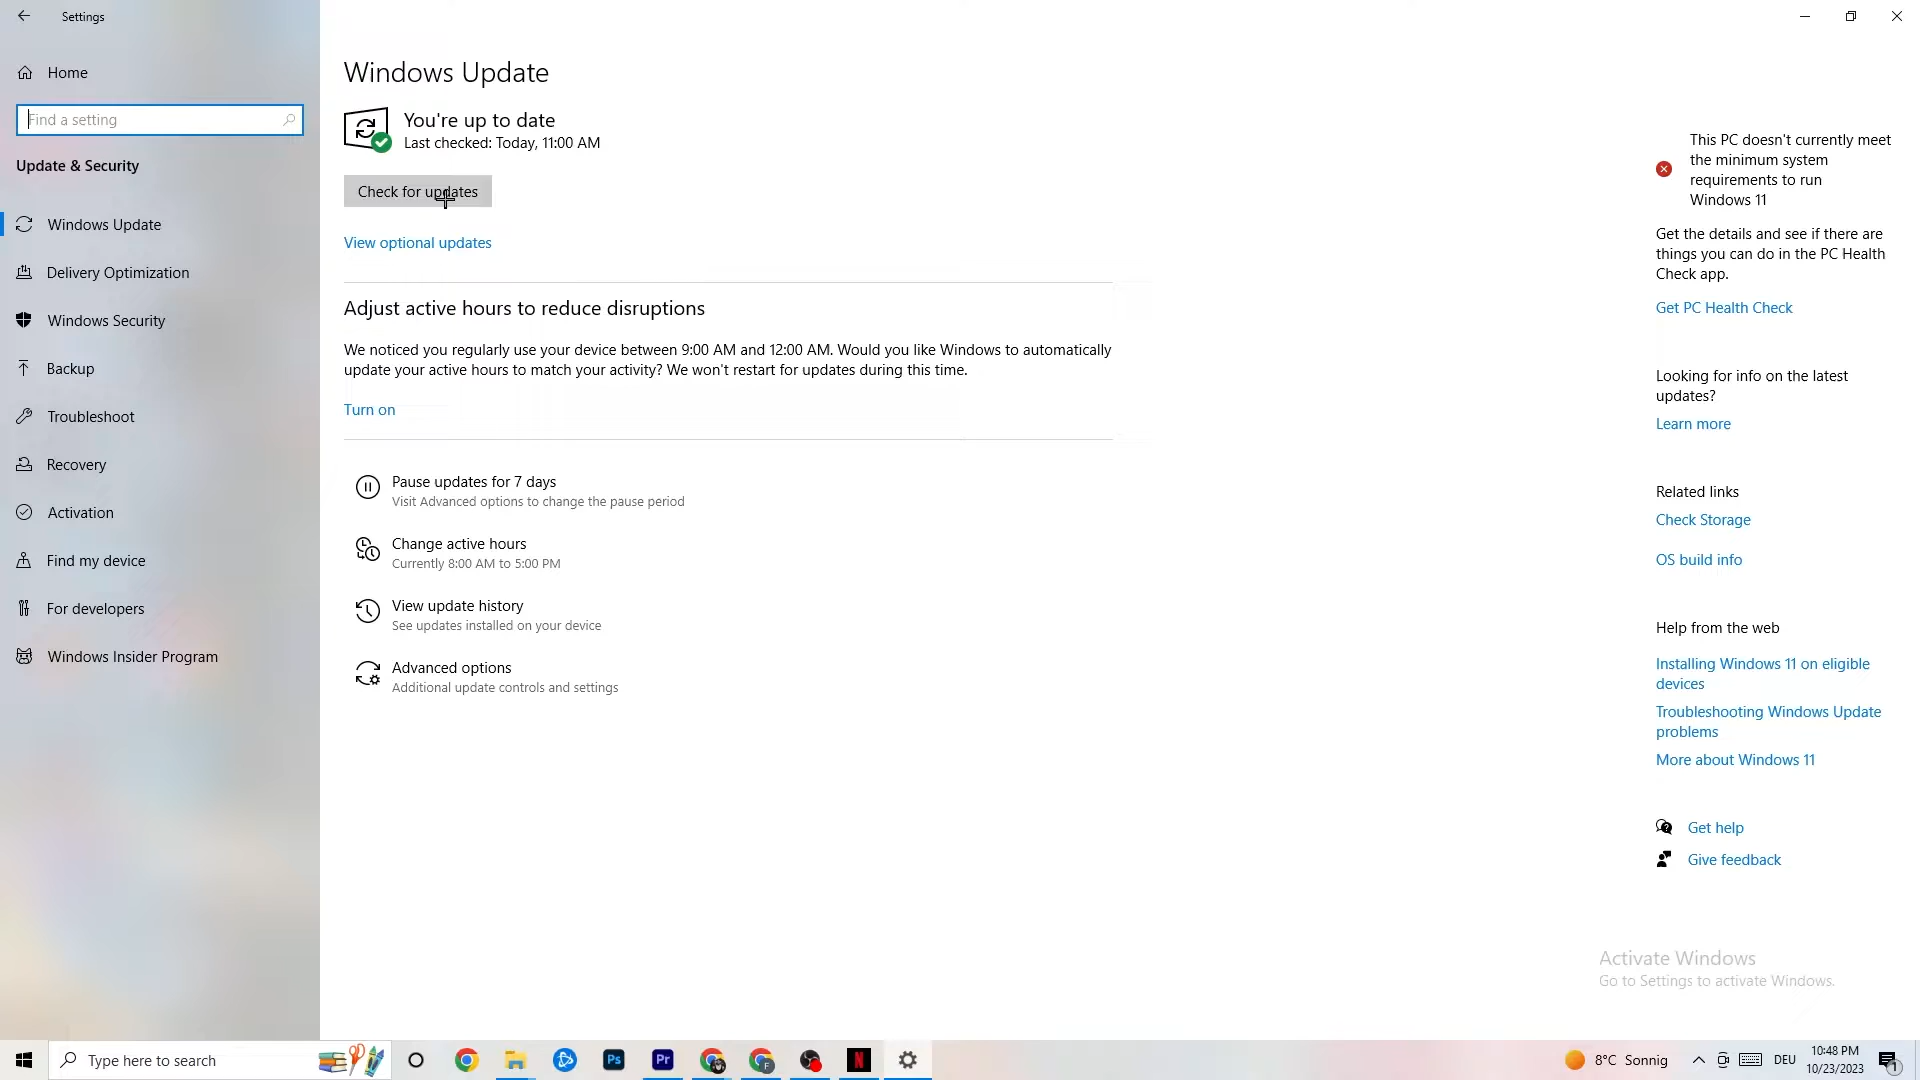 Settings
Home
Find a setting
Update & Security
Windows Update
Delivery Optimization
Windows Security
Backup
Troubleshoot
Recovery
Activation
Find my device
For developers
Windows Insider Program
Windows Update
You're up to date
Last checked: Today, 11:00 AM
Check for updates
View optional updates
Adjust active hours to reduce disruptions
We noticed you regularly use your device between 9:00 AM and 12:00 AM. Would you like Windows to automatically
update your active hours to match your activity? We won't restart for updates during this time.
Turn on
Pause updates for 7 days
Visit Advanced options to change the pause period
Change active hours
Currently 8:00 AM to 5:00 PM
View update history
See updates installed on your device
Advanced options
Additional update controls and settings
This PC doesn't currently meet
the minimum system
requirements to run
Windows 11
Get the details and see if there are
things you can do in the PC Health
Check app.
Get PC Health Check
Looking for info on the latest
updates?
Learn more
Related links
Check Storage
OS build info
Help from the web
Installing Windows 11 on eligible
devices
Troubleshooting Windows Update
problems
More about Windows 11
Get help
Give feedback
Activate Windows
Go to Settings to activate Windows.
Type here to search
Ps
Pr
F
N
8°C Sonnig
DEU
10:48 PM
10/23/2023
1